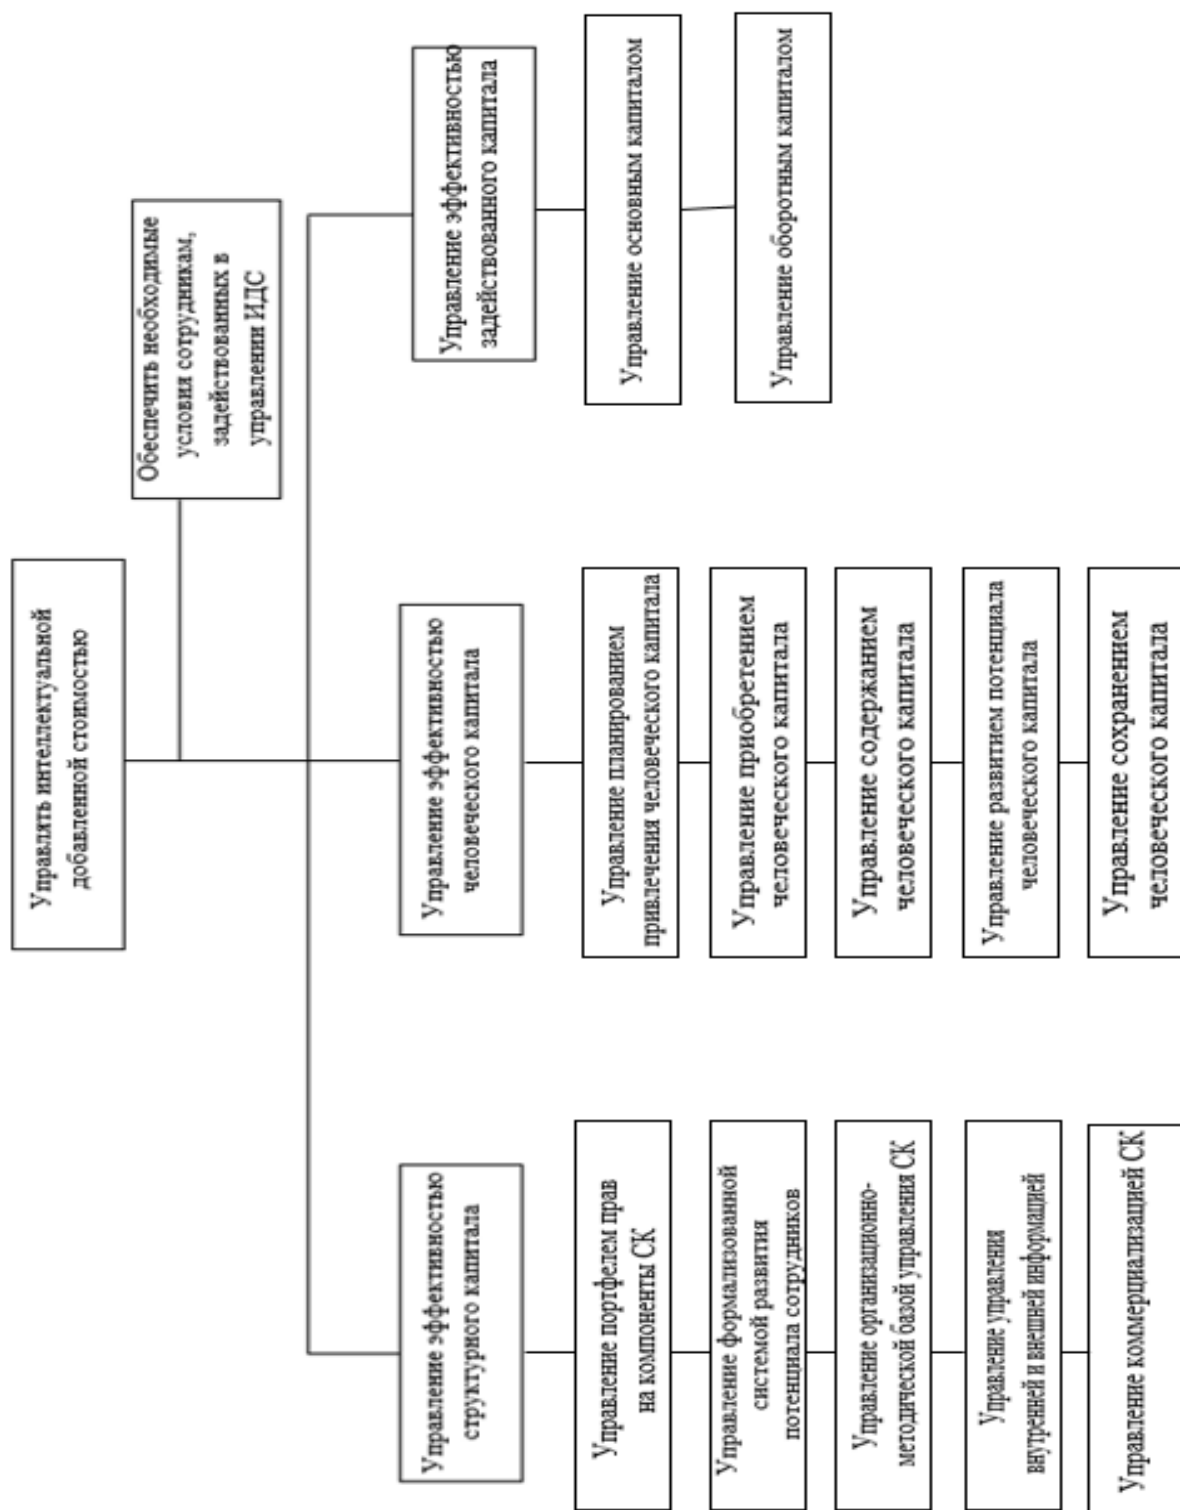 Управлять интеллектуальной
добавленной стоимостью
Обеспечить необходимые
условия сотрудникам,
задействованных в
управлении ИДС
Управление эффективностью
структурного капитала
Управление портфелем прав
на компоненты СК
Управление формализованной
системой развития
потенциала сотрудников
Управление организационно-
методической базой управления СК
Управление управления
внутренней и внешней информацией
Управление коммерциализацией СК
Управление эффективностью
человеческого капитала
Управление планированием
привлечения человеческого капитала
Управление приобретением
человеческого капитала
Управление содержанием
человеческого капитала
Управление развитием потенциала
человеческого капитала
Управление сохранением
человеческого капитала
Управление эффективностью
задействованного капитала
Управление основным капиталом
Управление оборотным капиталом